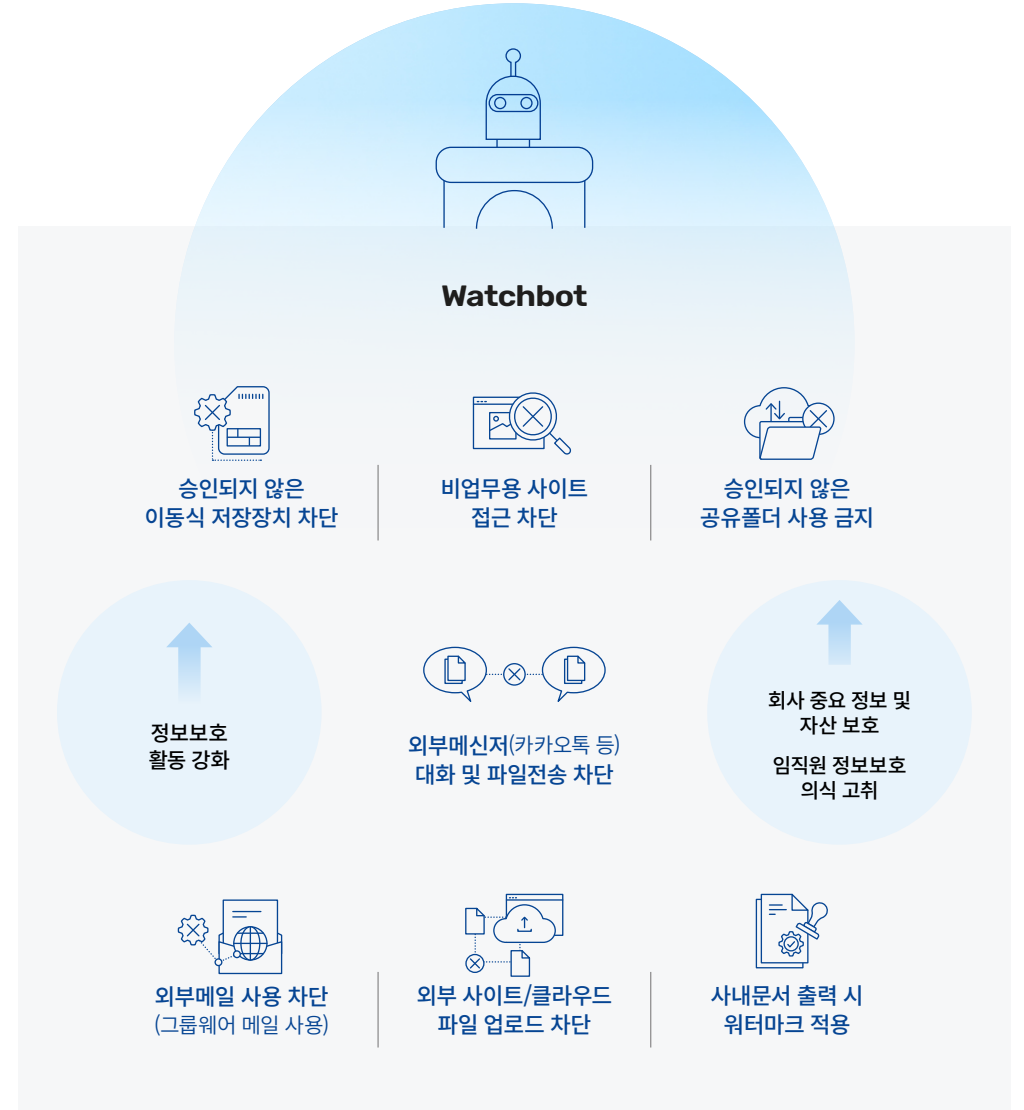 Watchbot
승인되지 않은
이동식 저장장치 차단
비업무용 사이트
접근 차단
승인되지 않은
공유폴더 사용 금지
정보보호
활동 강화
외부메신저(카카오톡 등)
대화 및 파일전송 차단
회사 중요 정보 및
자산 보호
임직원 정보보호
의식 고취
외부메일 사용 차단
(그룹웨어 메일 사용)
외부 사이트/클라우드
파일 업로드 차단
사내문서 출력 시
워터마크 적용